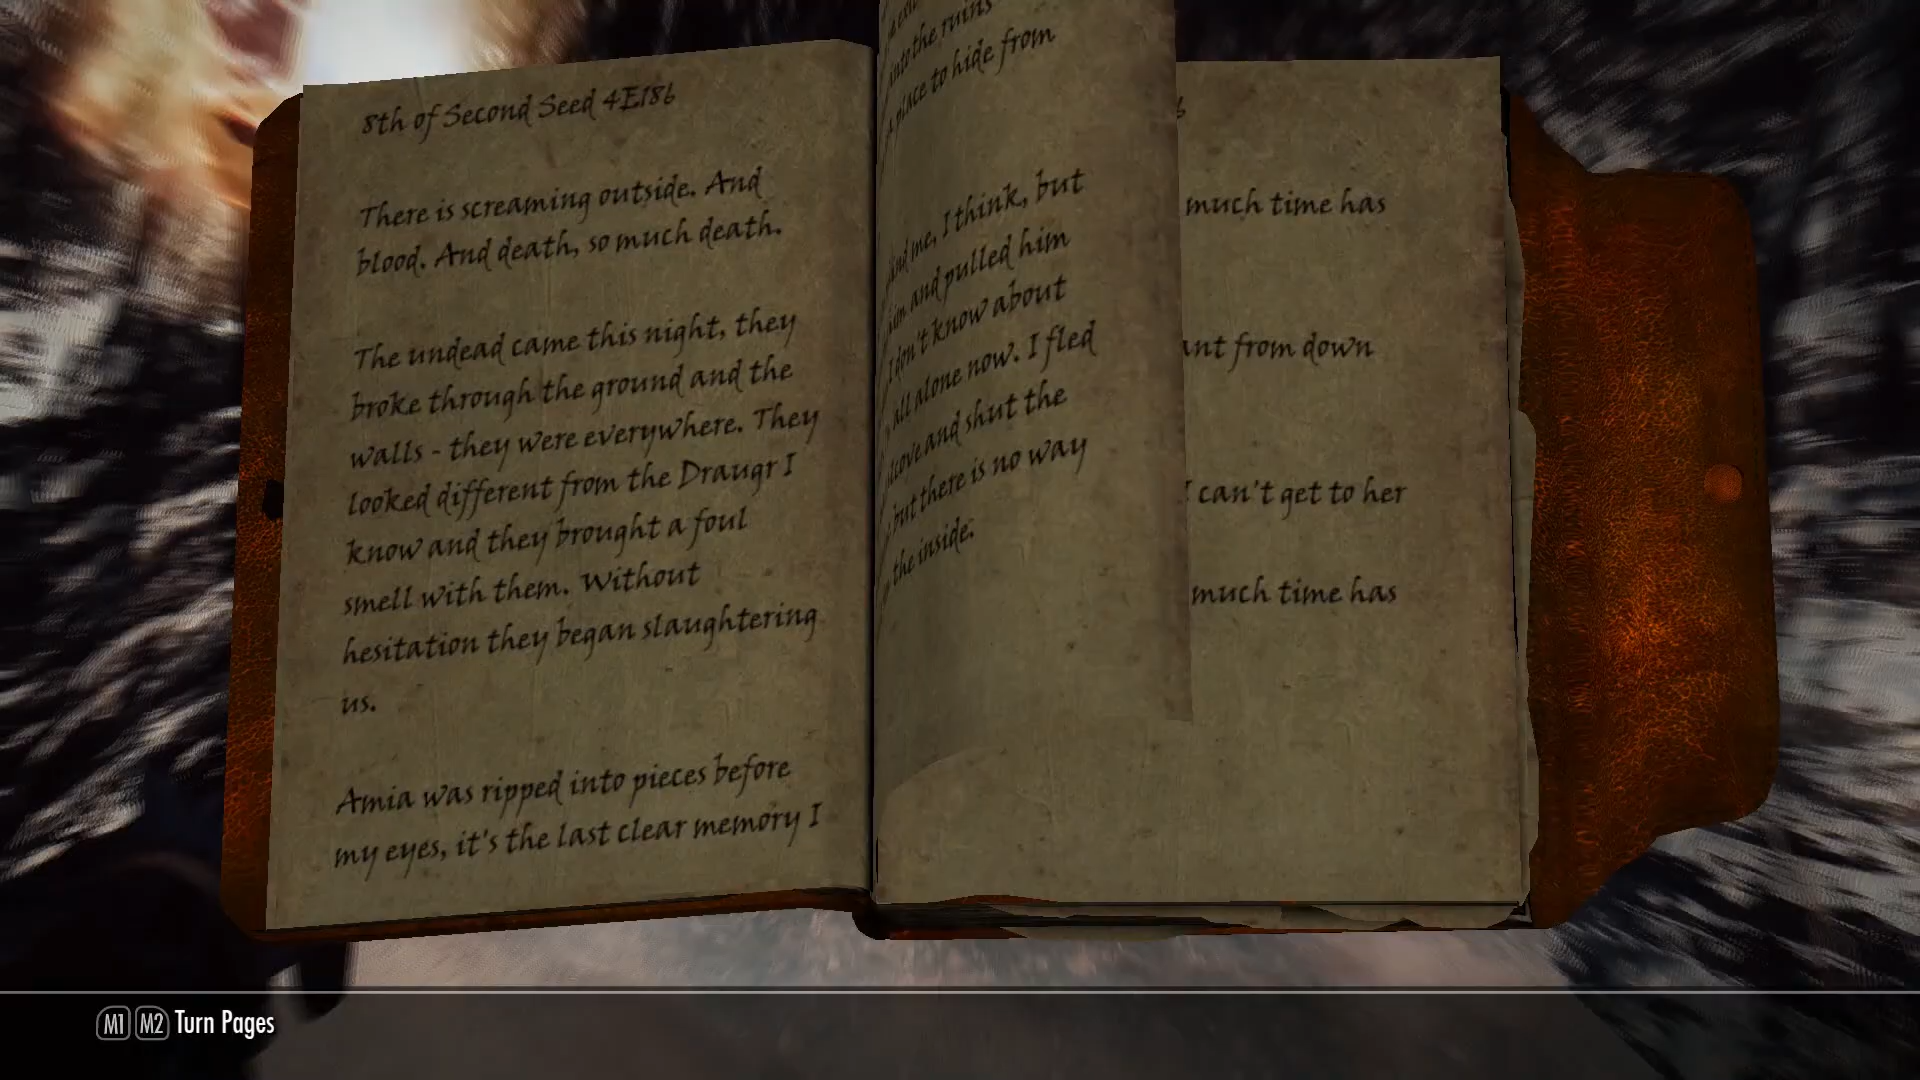 8th of Second Seed 4E186
There is screaming outside. And
blood. And death, so much death.
The undead came this night, they
broke through the ground and the
walls - they were everywhere. They
looked different from the Draugr I
know and they brought a foul
smell with them. Without
hesitation they began slaughtering
us.
Amia was ripped into pieces before
my eyes, it's the last clear memory I
into the ruins
place to hide from
and me, I think, but
him and pulled him
I don't know about
all alone now. I fled
alcove and shut the
but there is no way
the inside.
much time has
from down
I can't get to her
much time has
M1 M2 Turn Pages